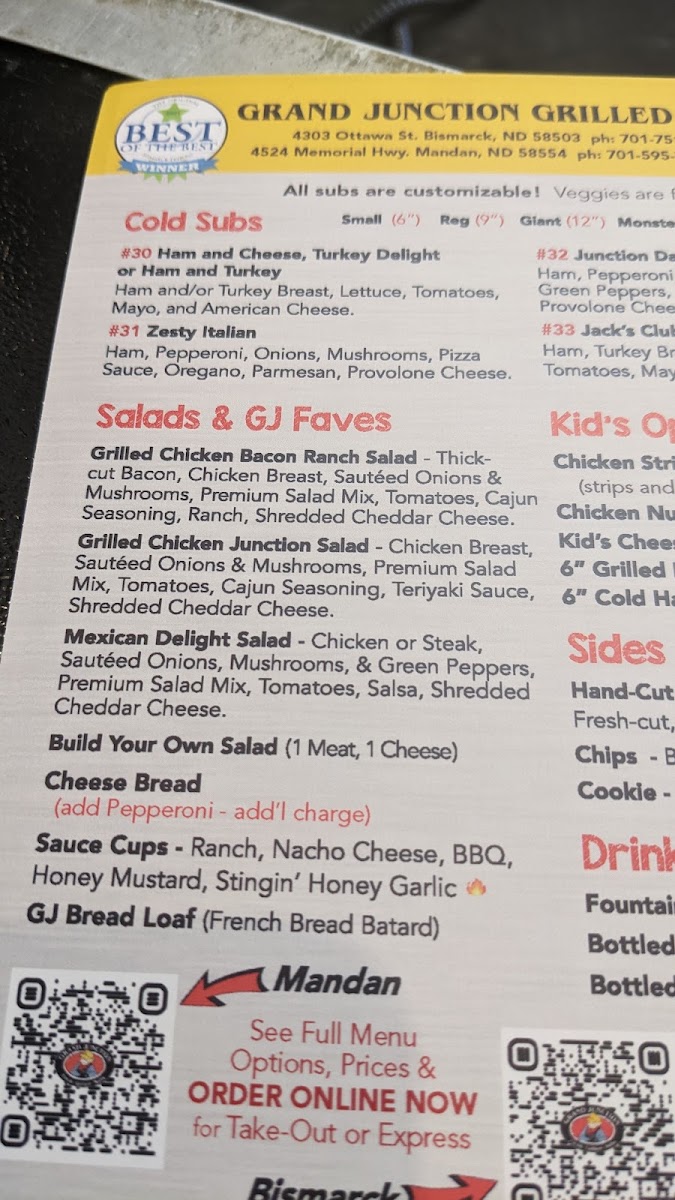 BEST
OF THE BEST
WINNER
GRAND JUNCTION GRILLED
4303 Ottawa St. Bismarck, ND 58503 ph: 701-75
4524 Memorial Hwy. Mandan, ND 58554 ph: 701-595-
All subs are customizable! Veggies are f
Cold Subs
Small (6") Reg (9") Giant (12") Monste
#30 Ham and Cheese, Turkey Delight
or Ham and Turkey
Ham and/or Turkey Breast, Lettuce, Tomatoes,
Mayo, and American Cheese.
#31 Zesty Italian
Ham, Pepperoni, Onions, Mushrooms, Pizza
Sauce, Oregano, Parmesan, Provolone Cheese.
#32 Junction Da
Ham, Pepperoni
Green Peppers,
Provolone Chee
#33 Jack's Club
Ham, Turkey Br
Tomatoes, May
Salads & GJ Faves
Grilled Chicken Bacon Ranch Salad - Thick-
cut Bacon, Chicken Breast, Sautéed Onions &
Mushrooms, Premium Salad Mix, Tomatoes, Cajun
Seasoning, Ranch, Shredded Cheddar Cheese.
Grilled Chicken Junction Salad - Chicken Breast,
Sautéed Onions & Mushrooms, Premium Salad
Mix, Tomatoes, Cajun Seasoning, Teriyaki Sauce,
Shredded Cheddar Cheese.
Mexican Delight Salad - Chicken or Steak,
Sautéed Onions, Mushrooms, & Green Peppers,
Premium Salad Mix, Tomatoes, Salsa, Shredded
Cheddar Cheese.
Build Your Own Salad (1 Meat, 1 Cheese)
Cheese Bread
(add Pepperoni - add'l charge)
Sauce Cups - Ranch, Nacho Cheese, BBQ,
Honey Mustard, Stingin' Honey Garlic 🔥
GJ Bread Loaf (French Bread Batard)
Kid's Op
Chicken Stri
(strips and
Chicken Nu
Kid's Chees
6" Grilled
6" Cold Ha
Sides
Hand-Cut
Fresh-cut,
Chips - B
Cookie -
Drink
Fountai
Bottled
Bottled
Mandan
See Full Menu
Options, Prices &
ORDER ONLINE NOW
for Take-Out or Express
Bismarck